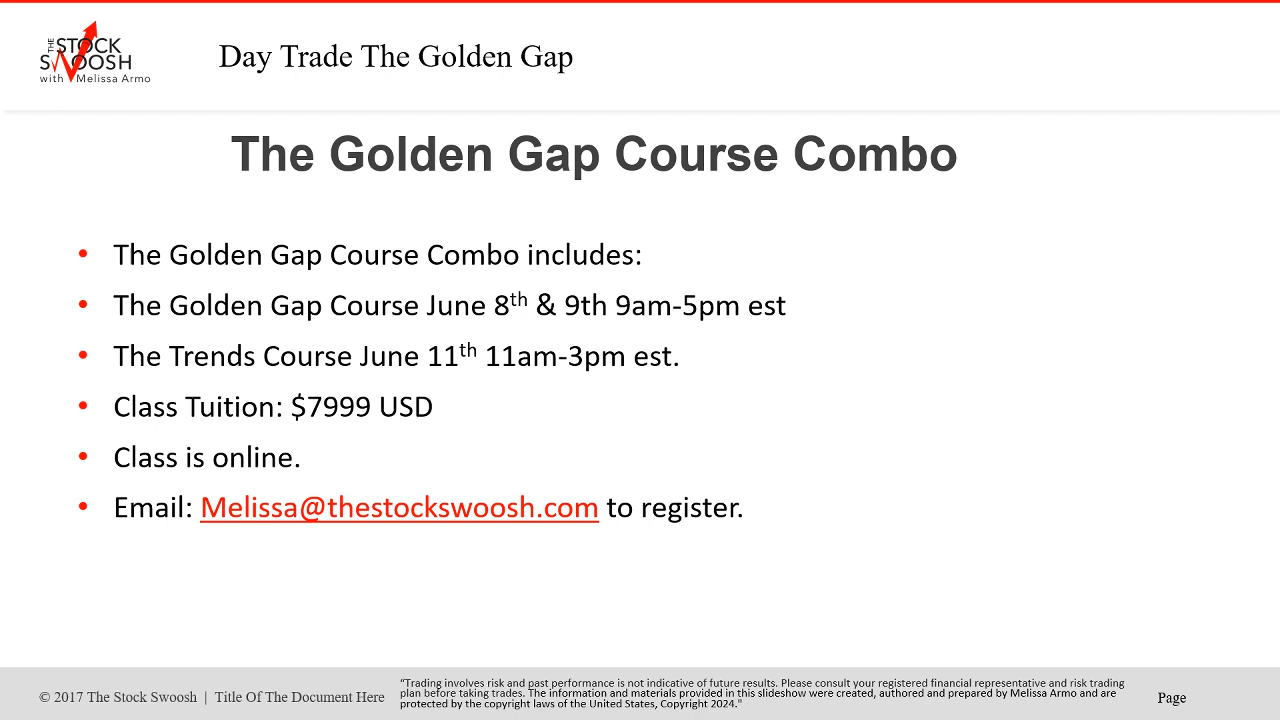 THE STOCK
SWOOSH
with Melissa Armo
Day Trade The Golden Gap
The Golden Gap Course Combo
• The Golden Gap Course Combo includes:
• The Golden Gap Course June 8th & 9th 9am-5pm est
• The Trends Course June 11th 11am-3pm est.
• Class Tuition: $7999 USD
• Class is online.
• Email: Melissa@thestockswoosh.com to register.
© 2017 The Stock Swoosh | Title Of The Document Here
“Trading involves risk and past performance is not indicative of future results. Please consult your registered financial representative and risk trading
plan before taking trades. The information and materials provided in this slideshow were created, authored and prepared by Melissa Armo and are
protected by the copyright laws of the United States, Copyright 2024."
Page